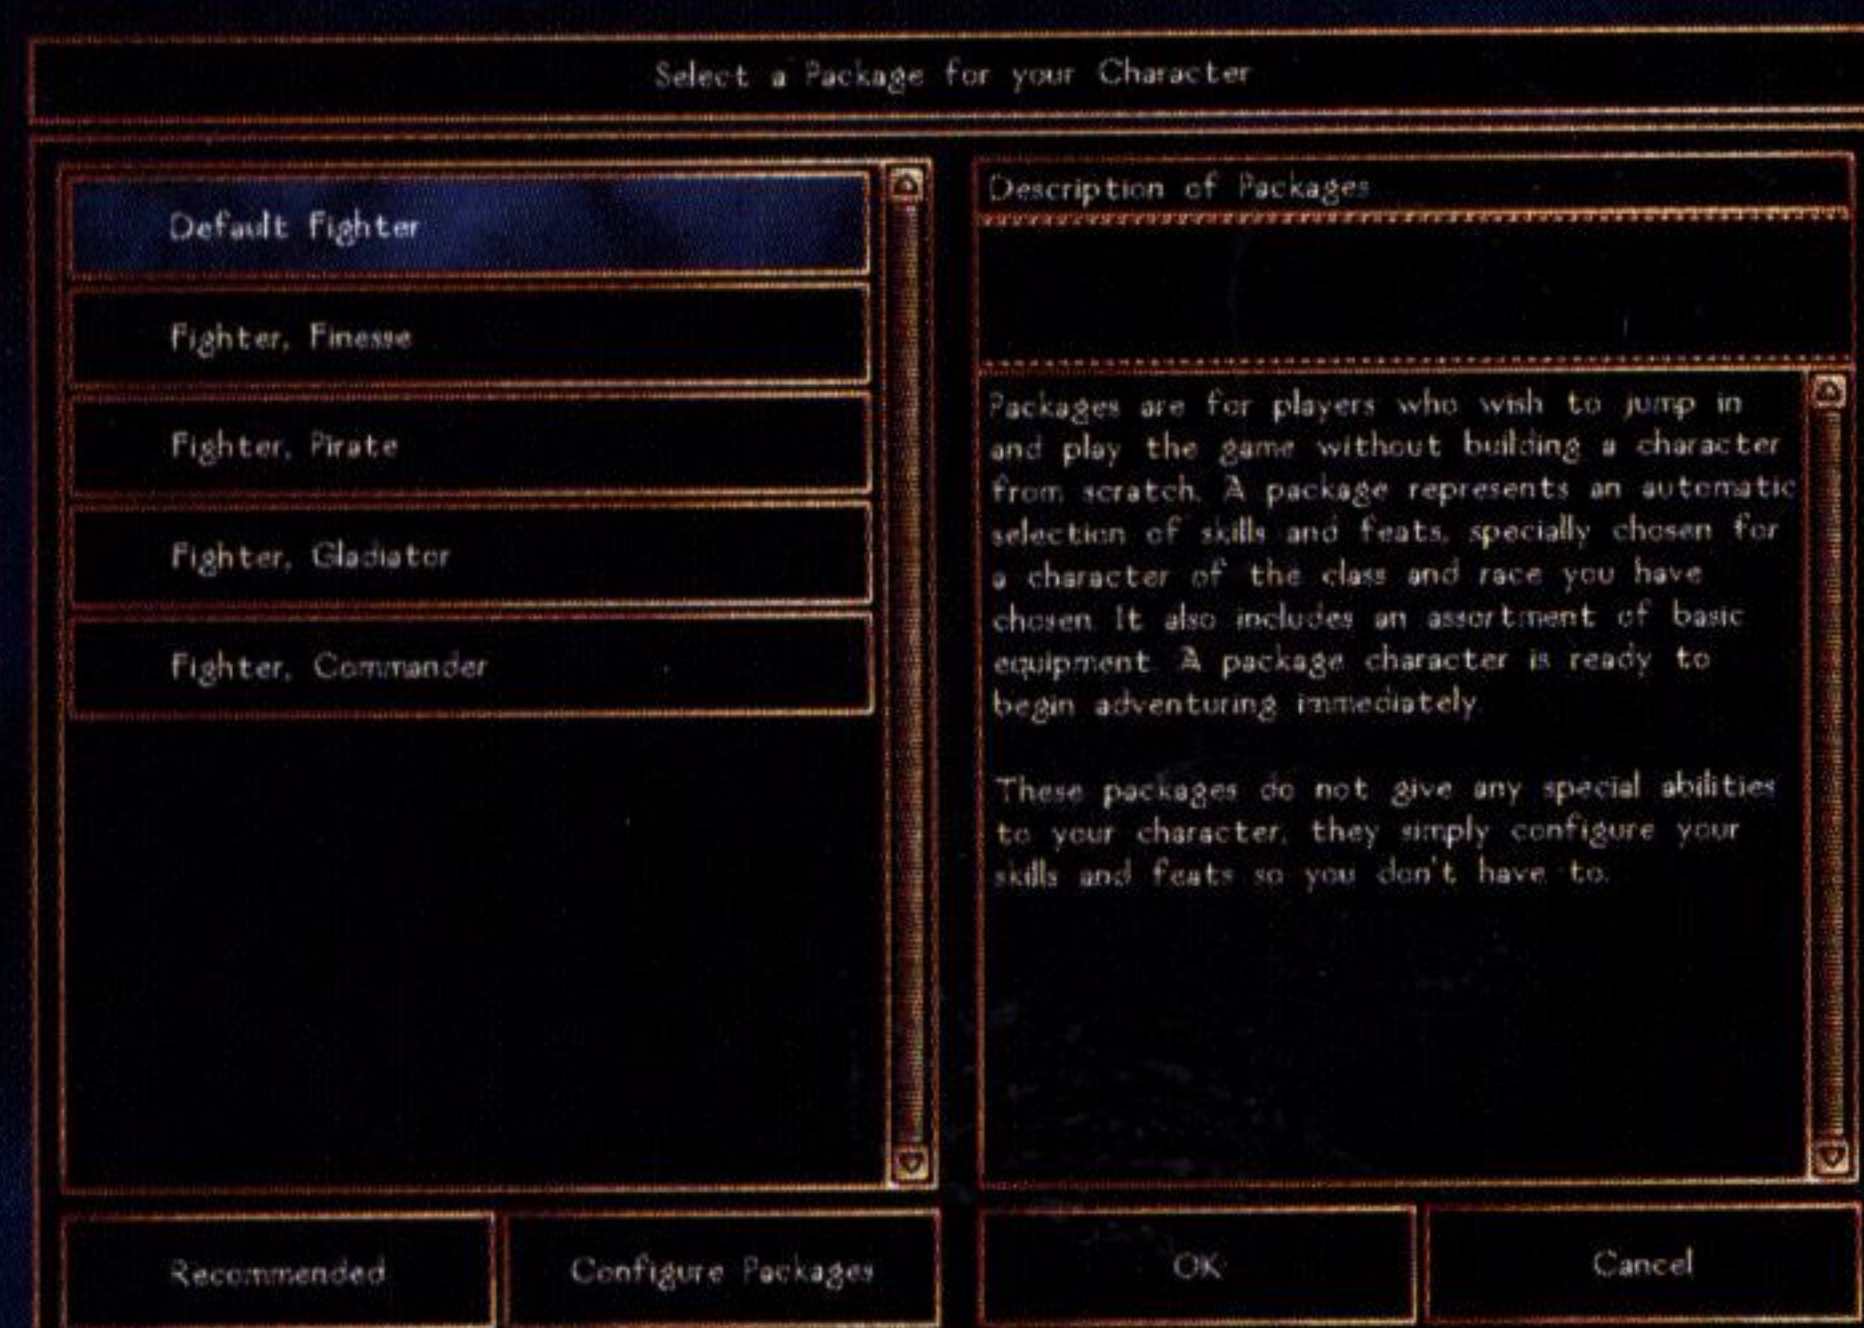 Select a Package for your Character
Default Fighter
Fighter, Finesse
Fighter, Pirate
Fighter, Gladiator
Fighter, Commander
Description of Packages
Packages are for players who wish to jump in
and play the game without building a character
from scratch. A package represents an automatic
selection of skills and feats, specially chosen for
a character of the class and race you have
chosen. It also includes an assortment of basic
equipment. A package character is ready to
begin adventuring immediately.
These packages do not give any special abilities
to your character, they simply configure your
skills and feats so you don't have to.
Recommended
Configure Packages
OK
Cancel